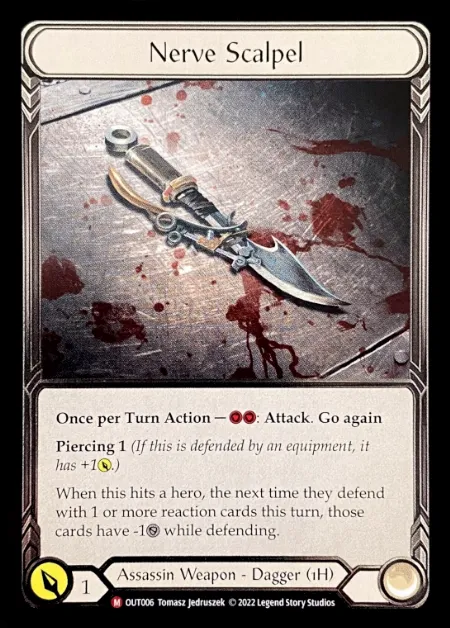 Nerve Scalpel
Once per Turn Action — : Attack. Go again
Piercing 1 (If this is defended by an equipment, it
has +1.)
When this hits a hero, the next time they defend
with 1 or more reaction cards this turn, those
cards have -1 while defending.
1
Assassin Weapon - Dagger (1H)
M OUT006 Tomasz Jedruszek © 2022 Legend Story Studios